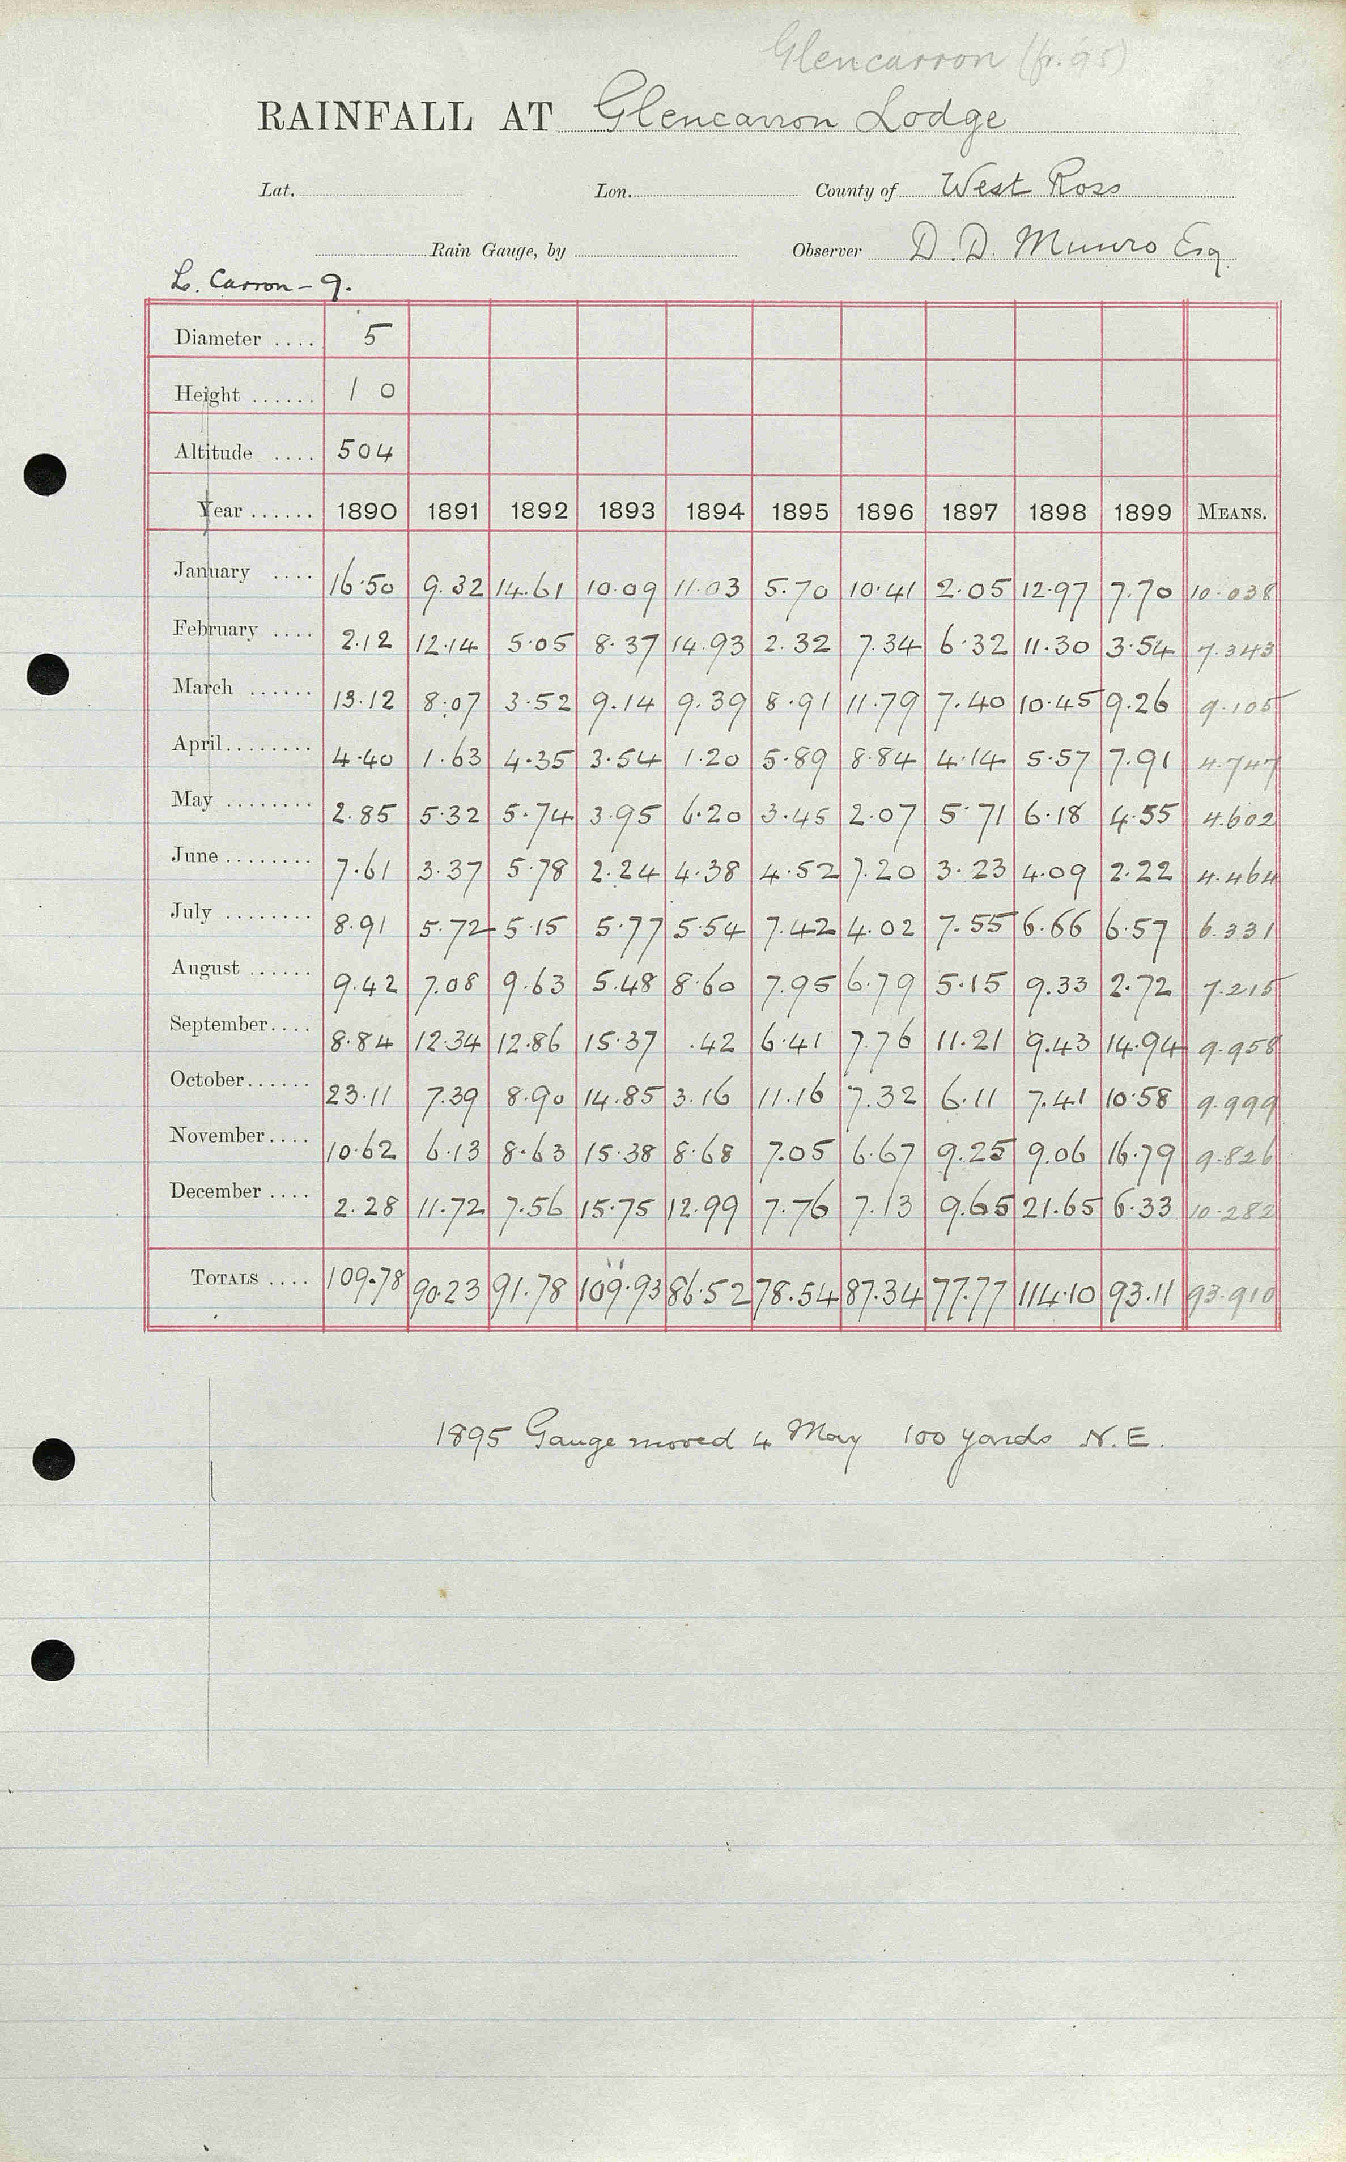 Glencarron (fr. 95)
RAINFALL AT Glencarron Lodge
Lat. Lon. County of West Ross
Rain Gauge, by Observer D. D. Munro Esq.
L. Carron - 9.
Diameter .... 5
Height ...... 1 0
Altitude .... 504
Year ...... 1890 1891 1892 1893 1894 1895 1896 1897 1898 1899 MEANS.
January .... 16.50 9.32 14.61 10.09 11.03 5.70 10.41 2.05 12.97 7.70 10.038
February .... 2.12 12.14 5.05 8.37 14.93 2.32 7.34 6.32 11.30 3.54 7.343
March ...... 13.12 8.07 3.52 9.14 9.39 8.91 11.79 7.40 10.45 9.26 9.105
April........ 4.40 1.63 4.35 3.54 1.20 5.89 8.84 4.14 5.57 7.91 4.747
May ........ 2.85 5.32 5.74 3.95 6.20 3.45 2.07 5.71 6.18 4.55 4.602
June ........ 7.61 3.37 5.78 2.24 4.38 4.52 7.20 3.23 4.09 2.22 4.464
July ........ 8.91 5.72 5.15 5.77 5.54 7.42 4.02 7.55 6.66 6.57 6.331
August ...... 9.42 7.08 9.63 5.48 8.60 7.95 6.79 5.15 9.33 2.72 7.215
September.... 8.84 12.34 12.86 15.37 .42 6.41 7.76 11.21 9.43 14.94 9.958
October...... 23.11 7.39 8.90 14.85 3.16 11.16 7.32 6.11 7.41 10.58 9.999
November.... 10.62 6.13 8.63 15.38 8.68 7.05 6.67 9.25 9.06 16.79 9.826
December .... 2.28 11.72 7.56 15.75 12.99 7.76 7.13 9.65 21.65 6.33 10.282
TOTALS .... 109.78 90.23 91.78 109.93 86.52 78.54 87.34 77.77 114.10 93.11 93.910
1895 Gauge moved 4 May 100 yards N.E.